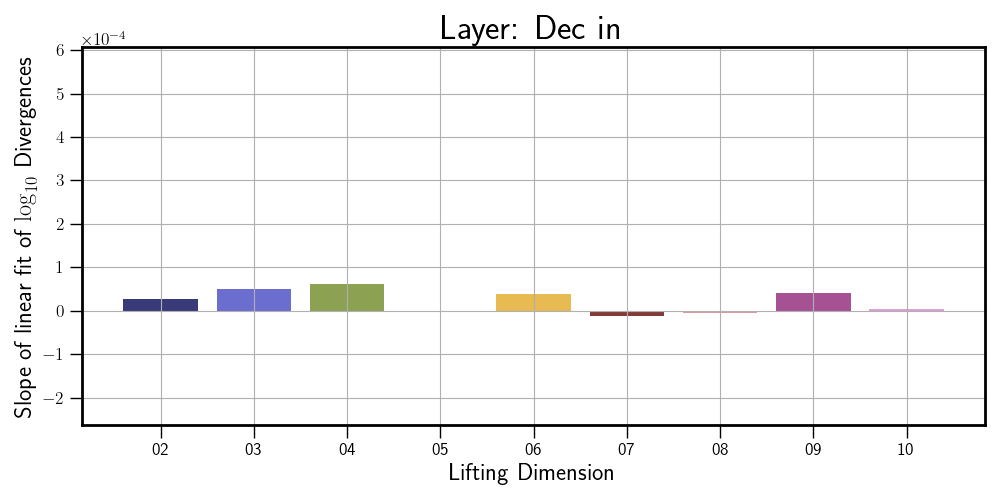 Layer: Dec in
×10⁻⁴
6
5
4
3
2
1
0
−1
−2
Slope of linear fit of log₁₀ Divergences
02 03 04 05 06 07 08 09 10
Lifting Dimension